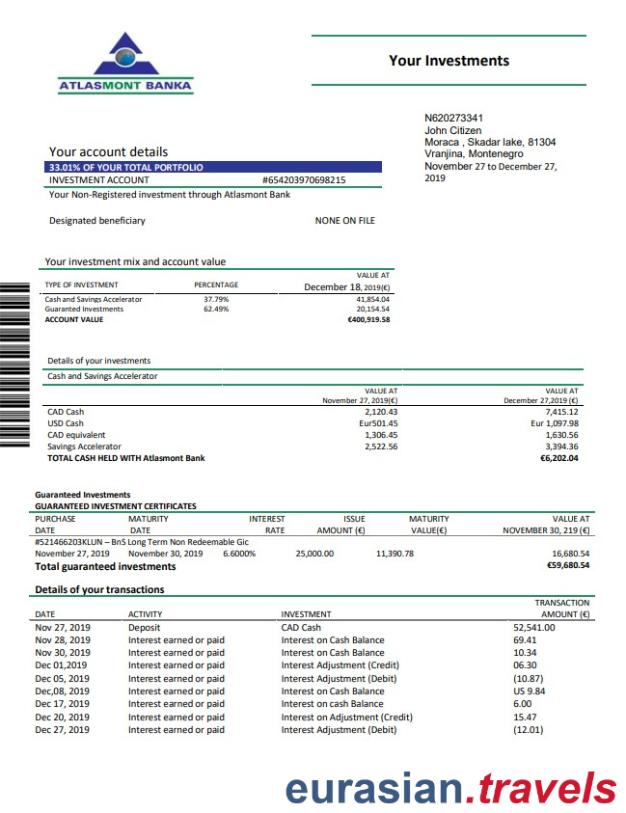 ATLASMONT BANKA
Your Investments
N620273341
John Citizen
Moraca , Skadar lake, 81304
Vranjina, Montenegro
November 27 to December 27,
2019
Your account details
33.01% OF YOUR TOTAL PORTFOLIO
INVESTMENT ACCOUNT #654203970698215
Your Non-Registered investment through Atlasmont Bank
Designated beneficiary NONE ON FILE
Your investment mix and account value
VALUE AT
TYPE OF INVESTMENT PERCENTAGE December 18, 2019(€)
Cash and Savings Accelerator 37.79% 41,854.04
Guaranted Investments 62.49% 20,154.54
ACCOUNT VALUE €400,919.58
Details of your investments
Cash and Savings Accelerator
VALUE AT VALUE AT
November 27, 2019(€) December 27,2019 (€)
CAD Cash 2,120.43 7,415.12
USD Cash Eur501.45 Eur 1,097.98
CAD equivalent 1,306.45 1,630.56
Savings Accelerator 2,522.56 3,394.36
TOTAL CASH HELD WITH Atlasmont Bank €6,202.04
Guaranteed Investments
GUARANTEED INVESTMENT CERTIFICATES
PURCHASE MATURITY INTEREST ISSUE MATURITY VALUE AT
DATE DATE RATE AMOUNT (€) VALUE(€) NOVEMBER 30, 219 (€)
#521466203KLUN – BnS Long Term Non Redeemable Gic
November 27, 2019 November 30, 2019 6.6000% 25,000.00 11,390.78 16,680.54
Total guaranteed investments €59,680.54
Details of your transactions
TRANSACTION
DATE ACTIVITY INVESTMENT AMOUNT (€)
Nov 27, 2019 Deposit CAD Cash 52,541.00
Nov 28, 2019 Interest earned or paid Interest on Cash Balance 69.41
Nov 30, 2019 Interest earned or paid Interest on Cash Balance 10.34
Dec 01,2019 Interest earned or paid Interest Adjustment (Credit) 06.30
Dec 05, 2019 Interest earned or paid Interest Adjustment (Debit) (10.87)
Dec,08, 2019 Interest earned or paid Interest on Cash Balance US 9.84
Dec 17, 2019 Interest earned or paid Interest on cash Balance 6.00
Dec 20, 2019 Interest earned or paid Interest on Adjustment (Credit) 15.47
Dec 27, 2019 Interest earned or paid Interest Adjustment (Debit) (12.01)
eurasian.travels